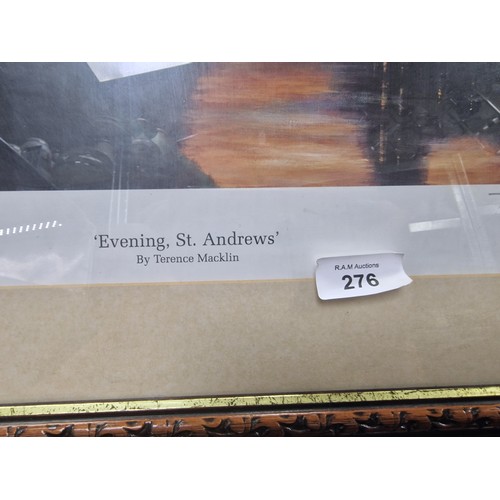 ‘Evening, St. Andrews’
By Terence Macklin
R.A.M Auctions
276